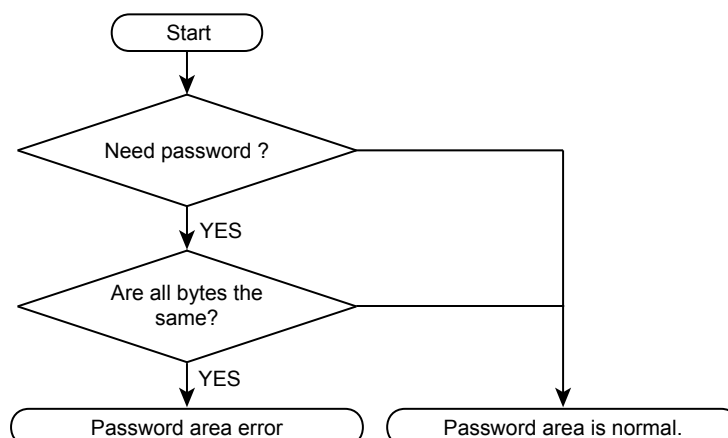 Start
Need password ?
YES
Are all bytes the
same?
YES
Password area error
Password area is normal.